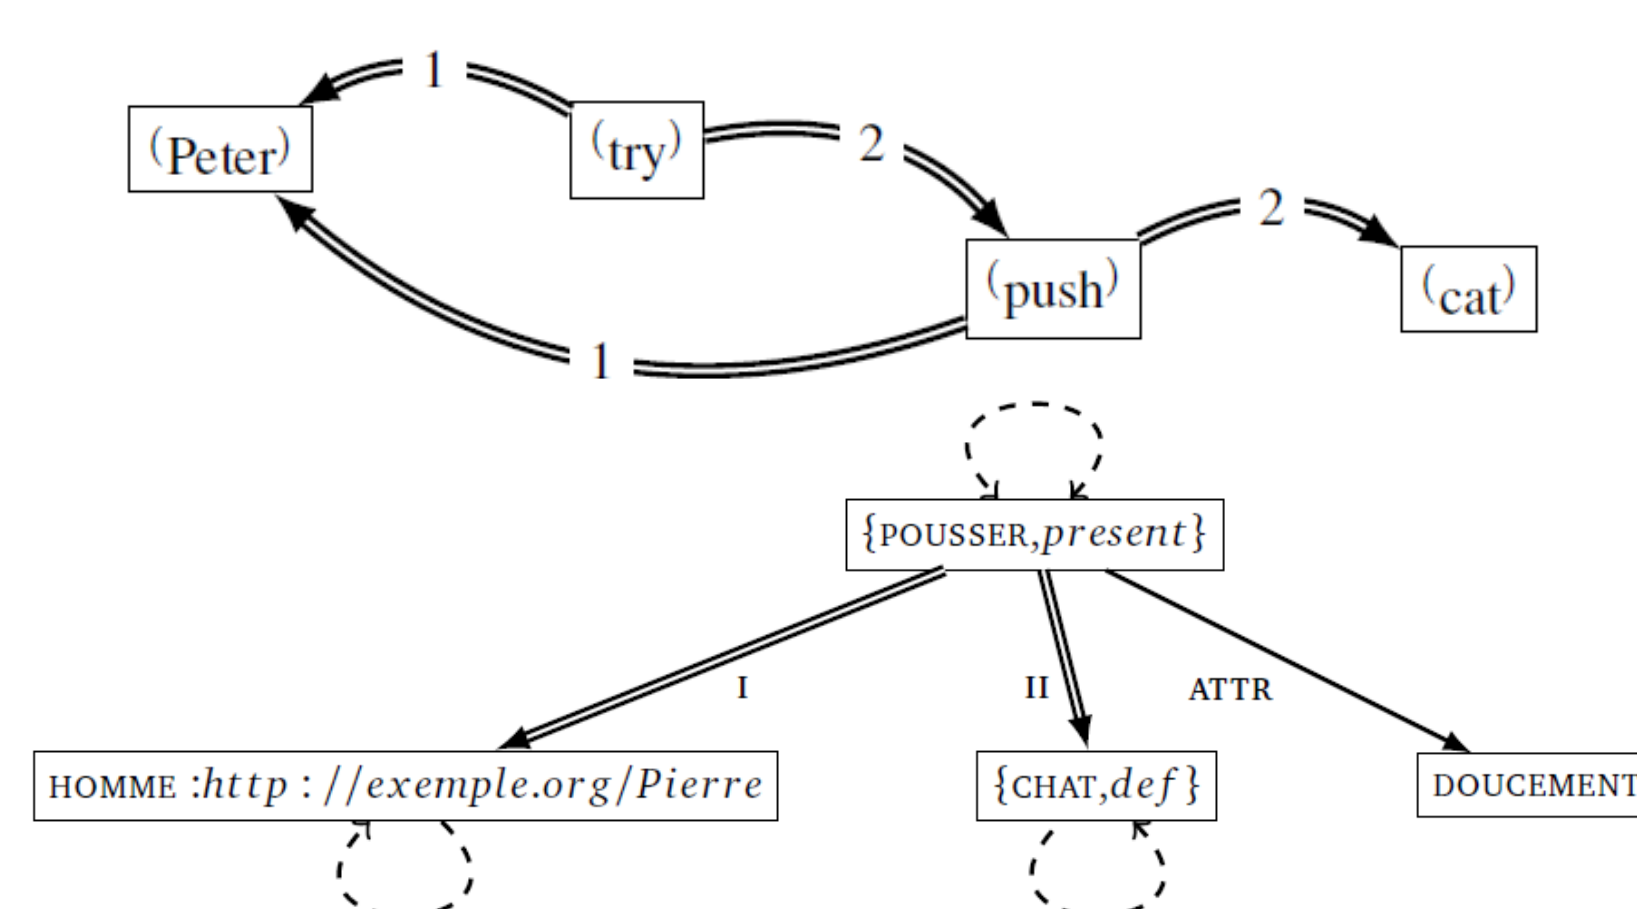 1
(Peter)
(try)
2
2
(push)
(cat)
1
{POUSSER,present}
I
II
ATTR
HOMME :http : //exemple.org/Pierre
{CHAT,def}
DOUCEMENT